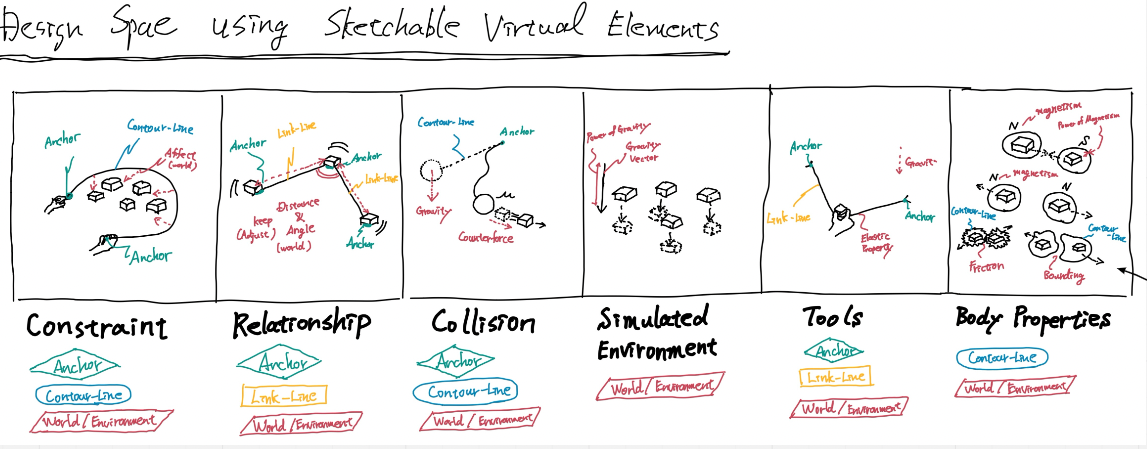 Design Spae using Sketchable Virtual Elements
Anchor
Contour-Line
Affect
(world)
Anchor
Anchor
Link-Line
Anchor
Link-Line
keep
(Adjust)
Distance
&
Angle
(world)
Anchor
Contour-Line
Anchor
Gravity
μ
Counterforce
Power of Gravity
Gravity
Vector
Anchor
Gravit-
Link-Line
Anchor
Elastic
Property
N
magnetism
Power of Magnetism
S
N
magnetism
N
Contour-Line
Contour-Line
Friction
Bounding
Constraint
Anchor
Contour-Line
World/Environment
Relationship
Anchor
Link-Line
World/Environment
Collision
Anchor
Contour-Line
World/Environment
Simulated
Environment
World/Environment
Tools
Anchor
Link-Line
World/Environment
Body Properties
Contour-Line
World/Environment